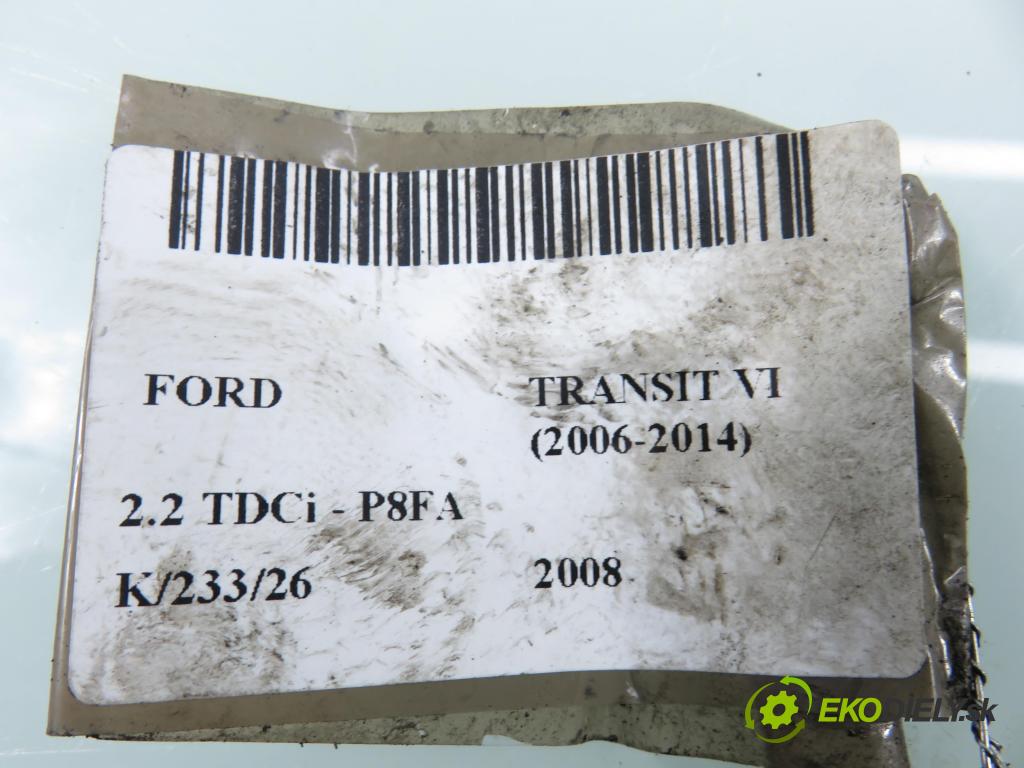 FORD
TRANSIT VI
(2006-2014)
2.2 TDCi - P8FA
K/233/26
2008
EKODIELY.sk